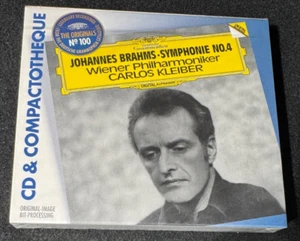 THE ORIGINALS
Nº 100
JOHANNES BRAHMS·SYMPHONIE NO.4
Wiener Philharmoniker
CARLOS KLEIBER
DIGITAL
CD & COMPACTOTHEQUE
ORIGINAL-IMAGE
BIT-PROCESSING